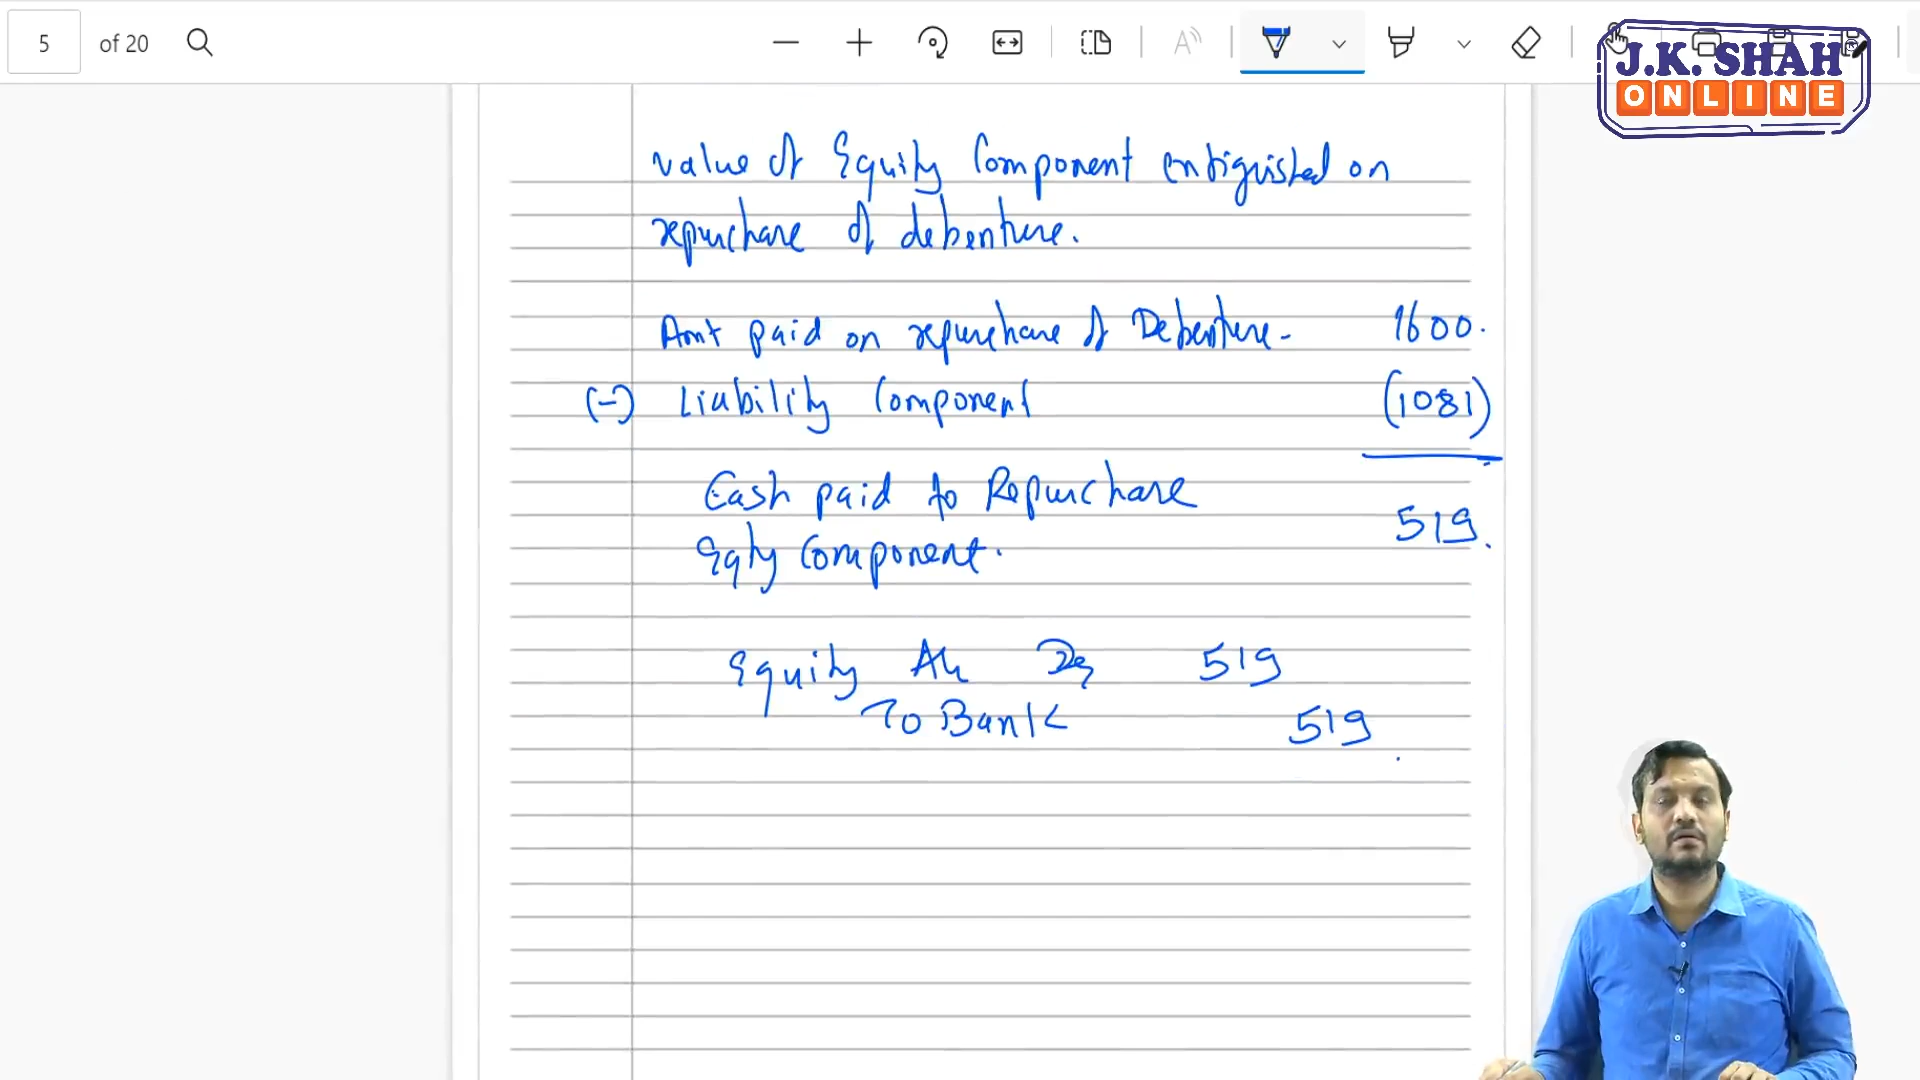 5 of 20
J.K. SHAH
ONLINE
value of Equity Component extiguisted on
repurchase of debenture.
Amt paid on repurchase of Debenture - 1600.
(-) Liability Component (1081)
Cash paid to Repurchase
Eqty Component. 519.
Equity A/c Dr 519
To Bank 519